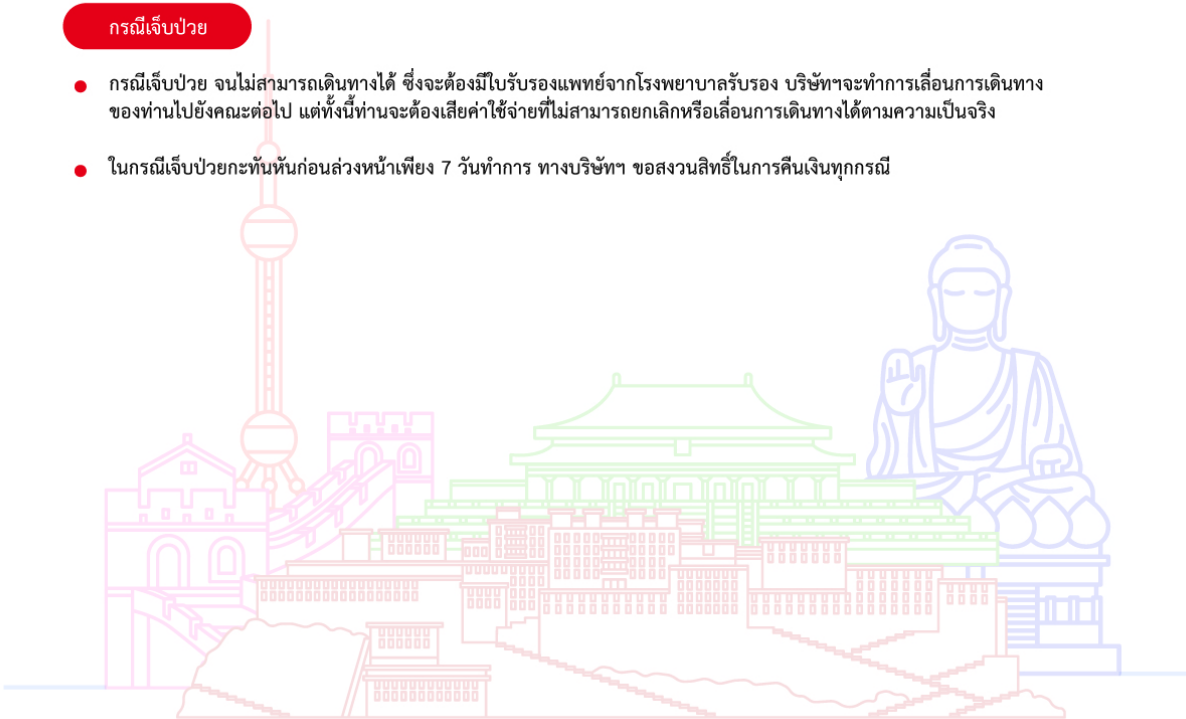 กรณีเจ็บป่วย
กรณีเจ็บป่วย จนไม่สามารถเดินทางได้ ซึ่งจะต้องมีใบรับรองแพทย์จากโรงพยาบาลรับรอง บริษัทฯจะทำการเลื่อนการเดินทาง
ของท่านไปยังคณะต่อไป แต่ทั้งนี้ท่านจะต้องเสียค่าใช้จ่ายที่ไม่สามารถยกเลิกหรือเลื่อนการเดินทางได้ตามความเป็นจริง
ในกรณีเจ็บป่วยกะทันหันก่อนล่วงหน้าเพียง 7 วันทำการ ทางบริษัทฯ ขอสงวนสิทธิ์ในการคืนเงินทุกกรณี